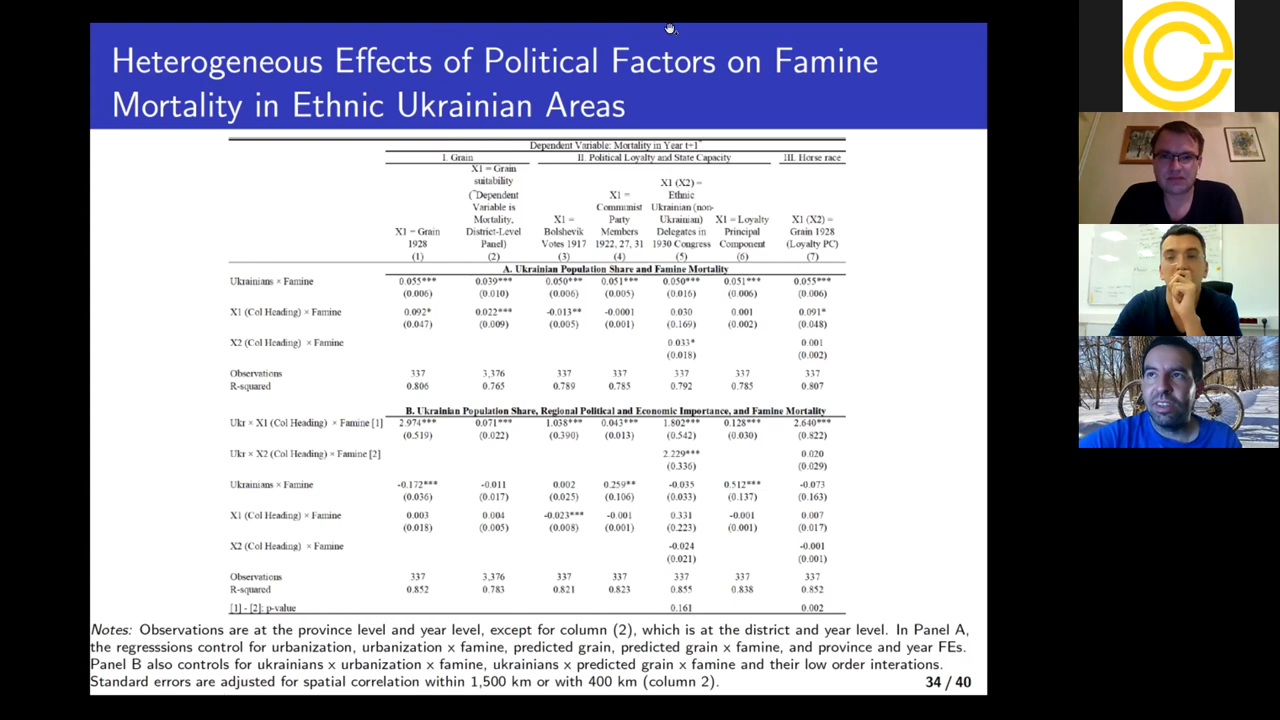 Heterogeneous Effects of Political Factors on Famine
Mortality in Ethnic Ukrainian Areas
Dependent Variable: Mortality in Year t+1
I. Grain II. Political Loyalty and State Capacity III. Horse race
X1 = Grain 1928 (1)
X1 = Grain suitability (˜Dependent Variable is Mortality, District-Level Panel) (2)
X1 = Bolshevik Votes 1917 (3)
X1 = Communist Party Members 1922, 27, 31 (4)
X1 (X2) = Ethnic Ukrainian (non-Ukrainian) Delegates in 1930 Congress (5)
X1 = Loyalty Principal Component (6)
X1 (X2) = Grain 1928 (Loyalty PC) (7)
A. Ukrainian Population Share and Famine Mortality
Ukrainians × Famine 0.055*** 0.039*** 0.050*** 0.051*** 0.050*** 0.051*** 0.055***
(0.006) (0.010) (0.006) (0.005) (0.016) (0.006) (0.006)
X1 (Col Heading) × Famine 0.092* 0.022*** -0.013** -0.0001 0.030 0.001 0.091*
(0.047) (0.009) (0.005) (0.001) (0.169) (0.002) (0.048)
X2 (Col Heading) × Famine 0.033* 0.001
(0.018) (0.002)
Observations 337 3,376 337 337 337 337 337
R-squared 0.806 0.765 0.789 0.785 0.792 0.785 0.807
B. Ukrainian Population Share, Regional Political and Economic Importance, and Famine Mortality
Ukr × X1 (Col Heading) × Famine [1] 2.974*** 0.071*** 1.038*** 0.043*** 1.802*** 0.128*** 2.640***
(0.519) (0.022) (0.390) (0.013) (0.542) (0.030) (0.822)
Ukr × X2 (Col Heading) × Famine [2] 2.229*** 0.020
(0.336) (0.029)
Ukrainians × Famine -0.172*** -0.011 0.002 0.259** -0.035 0.512*** -0.073
(0.036) (0.017) (0.025) (0.106) (0.033) (0.137) (0.163)
X1 (Col Heading) × Famine 0.003 0.004 -0.023*** -0.001 0.331 -0.001 0.007
(0.018) (0.005) (0.008) (0.001) (0.223) (0.001) (0.017)
X2 (Col Heading) × Famine -0.024 -0.001
(0.021) (0.001)
Observations 337 3,376 337 337 337 337 337
R-squared 0.852 0.783 0.821 0.823 0.855 0.838 0.852
[1] - [2]: p-value 0.161 0.002
Notes: Observations are at the province level and year level, except for column (2), which is at the district and year level. In Panel A,
the regresssions control for urbanization, urbanization x famine, predicted grain, predicted grain x famine, and province and year FEs.
Panel B also controls for ukrainians x urbanization x famine, ukrainians x predicted grain x famine and their low order interations.
Standard errors are adjusted for spatial correlation within 1,500 km or with 400 km (column 2).
34 / 40